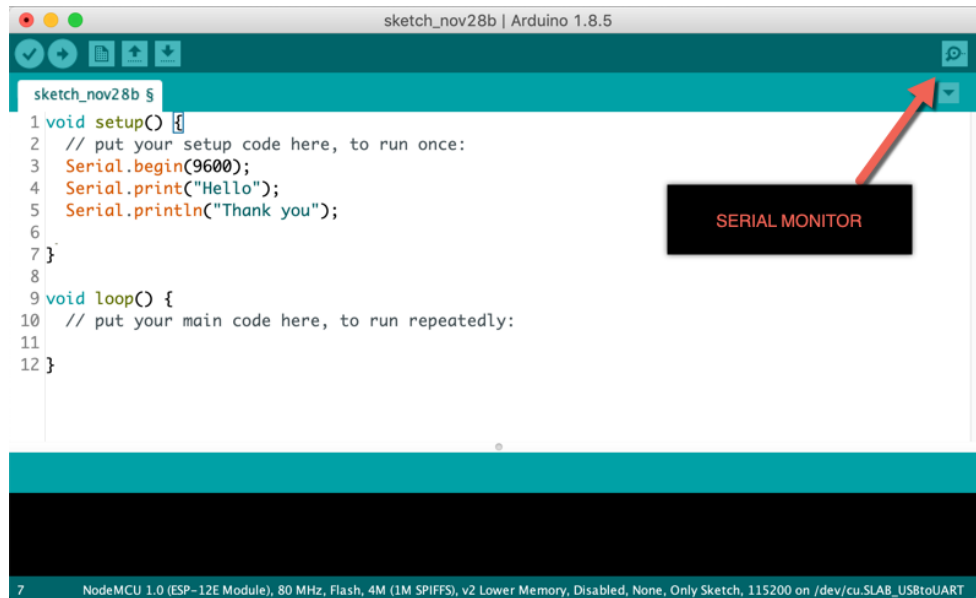 sketch_nov28b | Arduino 1.8.5
sketch_nov28b §
1 void setup() {
2   // put your setup code here, to run once:
3   Serial.begin(9600);
4   Serial.print("Hello");
5   Serial.println("Thank you");
6
7 }
8
9 void loop() {
10   // put your main code here, to run repeatedly:
11
12 }
SERIAL MONITOR
7 NodeMCU 1.0 (ESP-12E Module), 80 MHz, Flash, 4M (1M SPIFFS), v2 Lower Memory, Disabled, None, Only Sketch, 115200 on /dev/cu.SLAB_USBtoUART